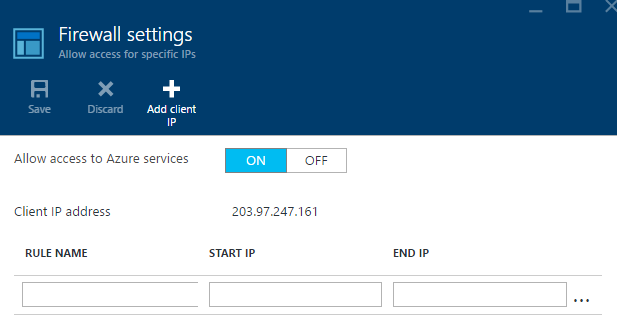 Firewall settings
Allow access for specific IPs
Save
Discard
Add client
IP
Allow access to Azure services
ON
OFF
Client IP address
203.97.247.161
RULE NAME
START IP
END IP
...